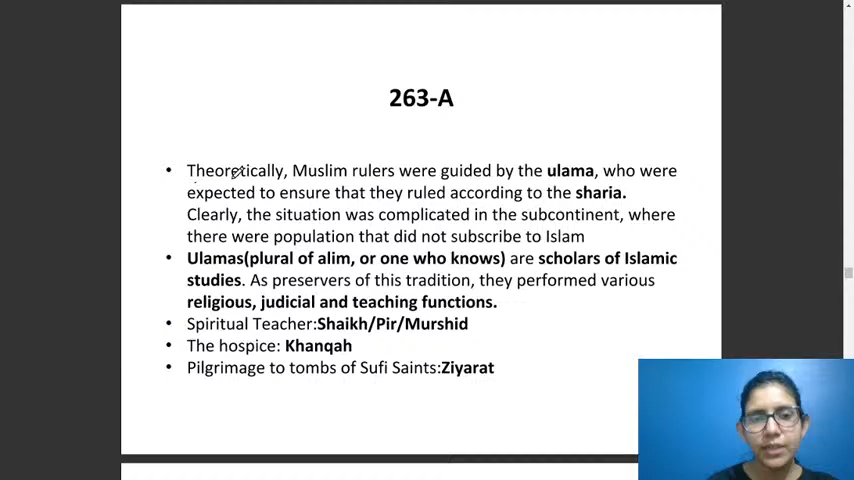 263-A
• Theoretically, Muslim rulers were guided by the ulama, who were
expected to ensure that they ruled according to the sharia.
Clearly, the situation was complicated in the subcontinent, where
there were population that did not subscribe to Islam
• Ulamas(plural of alim, or one who knows) are scholars of Islamic
studies. As preservers of this tradition, they performed various
religious, judicial and teaching functions.
• Spiritual Teacher:Shaikh/Pir/Murshid
• The hospice: Khanqah
• Pilgrimage to tombs of Sufi Saints:Ziyarat